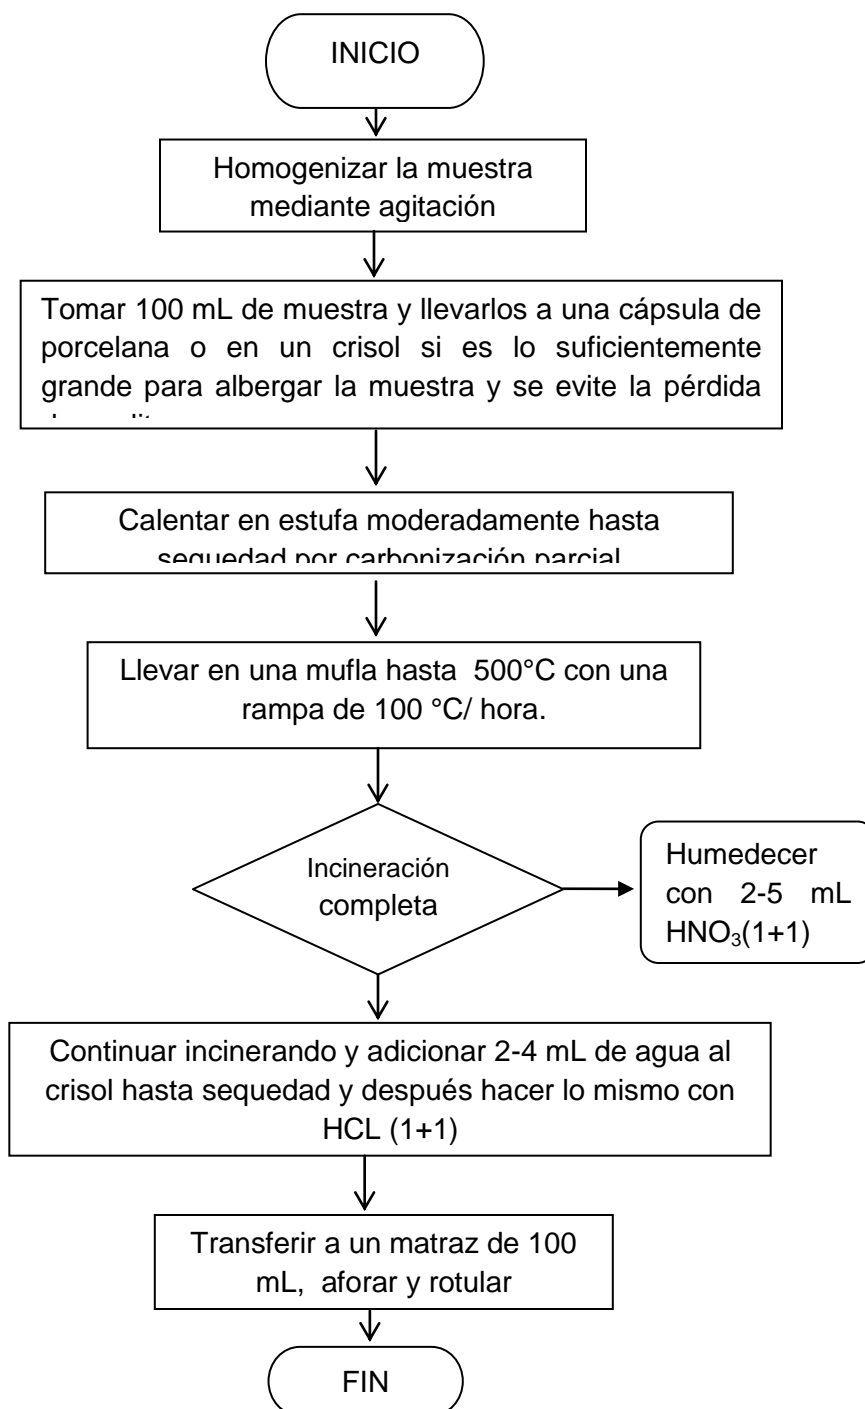 INICIO
Homogenizar la muestra
mediante agitación
Tomar 100 mL de muestra y llevarlos a una cápsula de
porcelana o en un crisol si es lo suficientemente
grande para albergar la muestra y se evite la pérdida
Calentar en estufa moderadamente hasta
sequedad por carbonización parcial
Llevar en una mufla hasta 500°C con una
rampa de 100 °C/ hora.
Incineración
completa
Humedecer
con 2-5 mL
HNO₃(1+1)
Continuar incinerando y adicionar 2-4 mL de agua al
crisol hasta sequedad y después hacer lo mismo con
HCL (1+1)
Transferir a un matraz de 100
mL, aforar y rotular
FIN